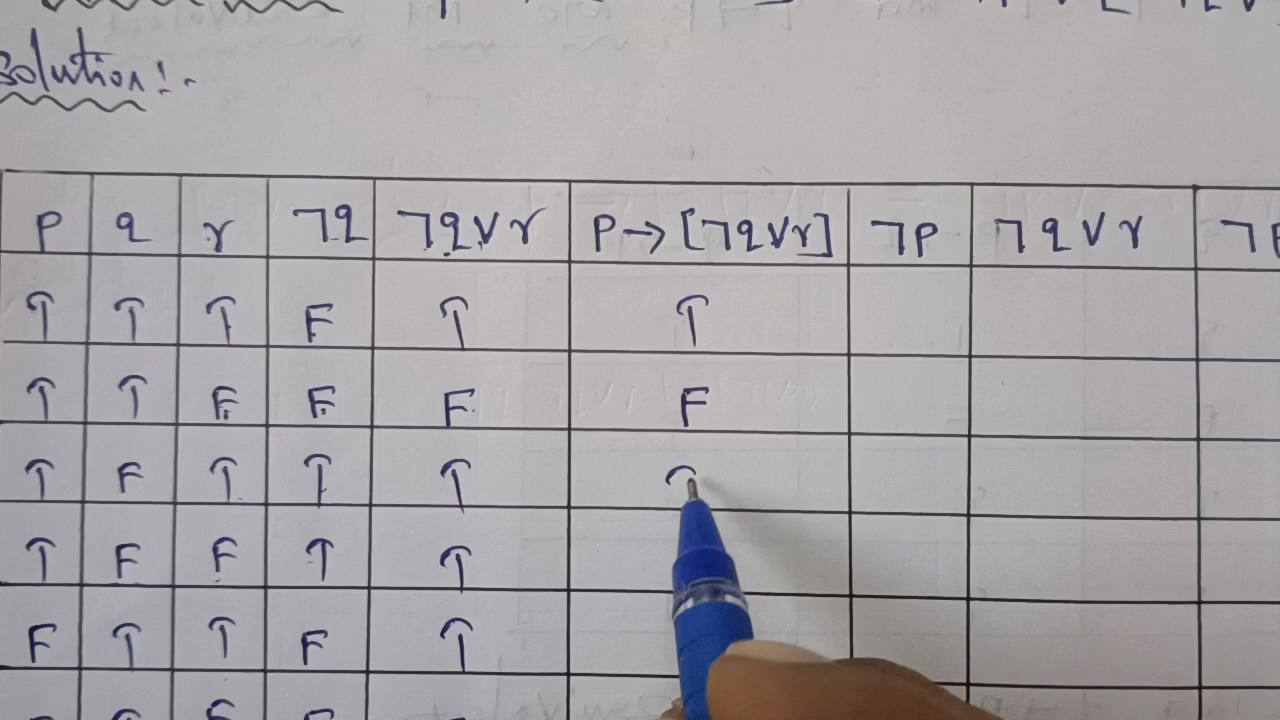 Solution:-
p q r ¬q ¬q∨r p→[¬q∨r] ¬p ¬q∨r ¬p
T T T F T T
T T F F F F
T F T T T T
T F F T T
F T T F T